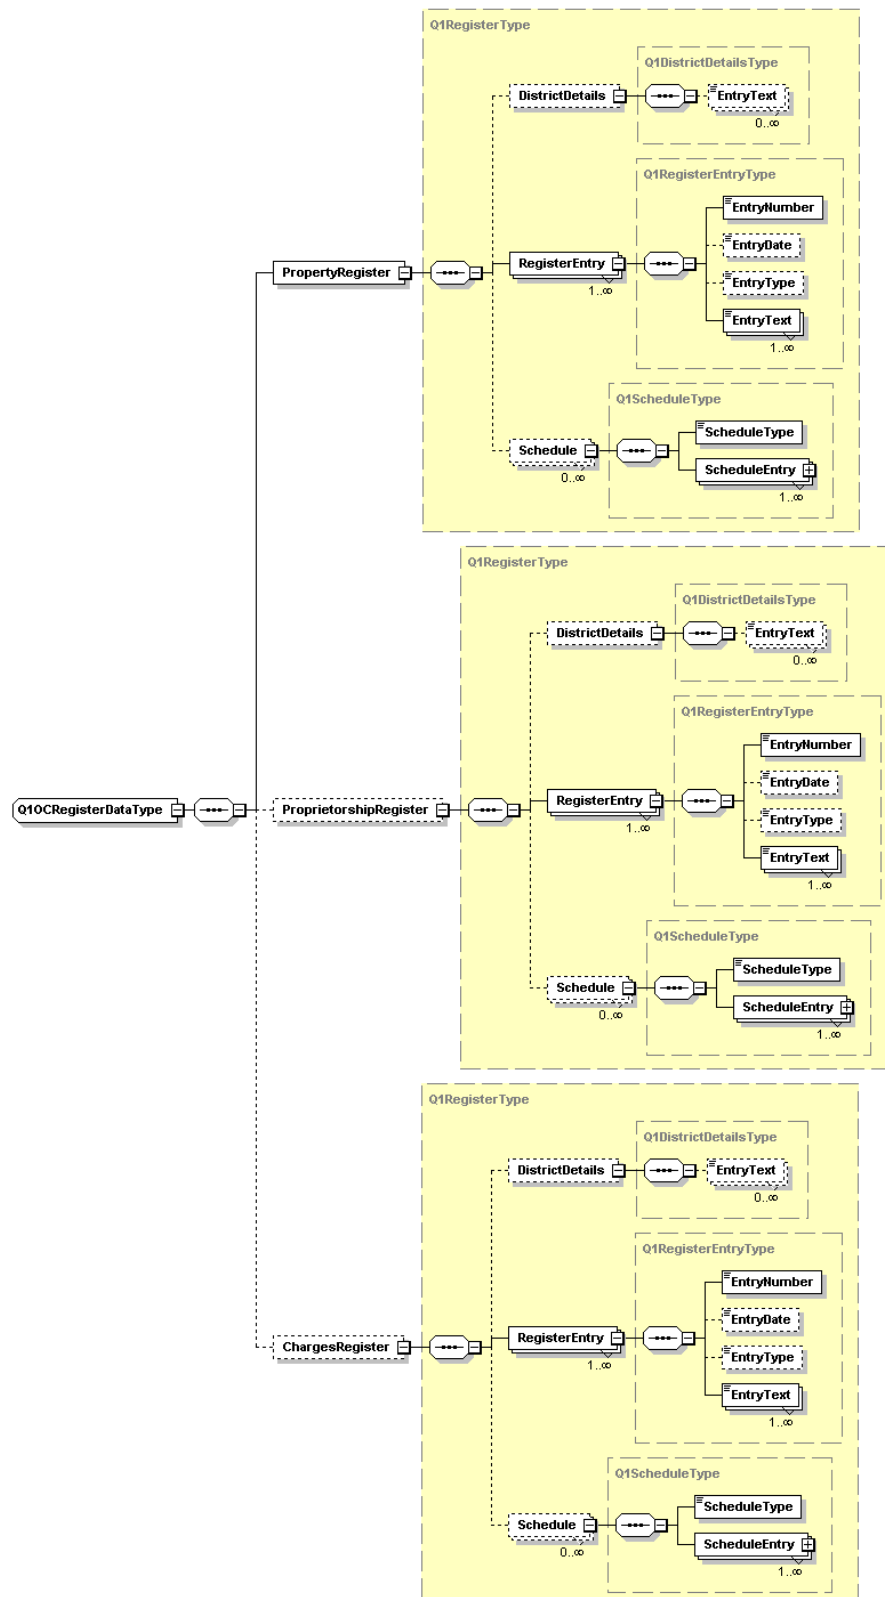 Q1RegisterType
Q1DistrictDetailsType
DistrictDetails
EntryText
0..∞
Q1RegisterEntryType
EntryNumber
EntryDate
PropertyRegister
RegisterEntry
1..∞
EntryType
EntryText
1..∞
Q1ScheduleType
ScheduleType
Schedule
0..∞
ScheduleEntry
1..∞
Q1RegisterType
Q1DistrictDetailsType
DistrictDetails
EntryText
0..∞
Q1RegisterEntryType
EntryNumber
EntryDate
Q1OCRegisterDataType
ProprietorshipRegister
RegisterEntry
1..∞
EntryType
EntryText
1..∞
Q1ScheduleType
ScheduleType
Schedule
0..∞
ScheduleEntry
1..∞
Q1RegisterType
Q1DistrictDetailsType
DistrictDetails
EntryText
0..∞
Q1RegisterEntryType
EntryNumber
EntryDate
ChargesRegister
RegisterEntry
1..∞
EntryType
EntryText
1..∞
Q1ScheduleType
ScheduleType
Schedule
0..∞
ScheduleEntry
1..∞